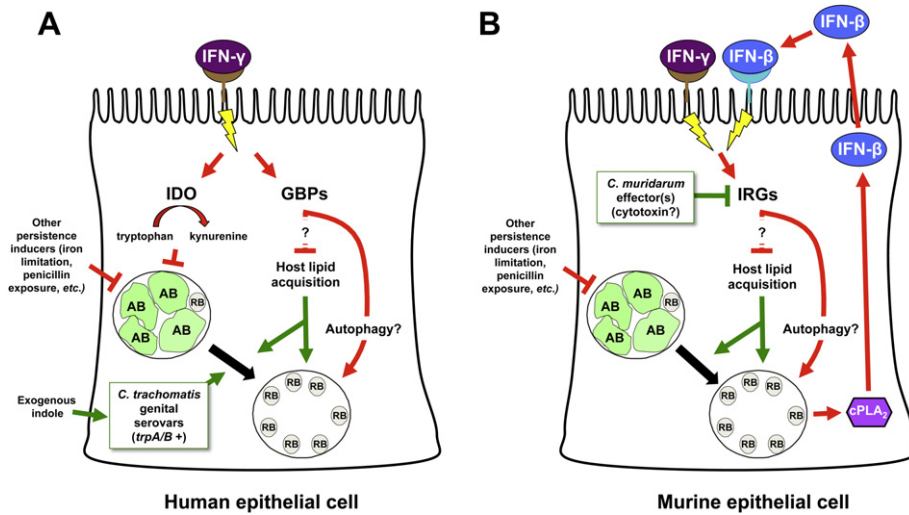 A
IFN-γ
IDO
GBPs
tryptophan
kynurenine
?
Other
persistence
inducers (iron
limitation,
penicillin
exposure, etc.)
Host lipid
acquisition
AB
RB
AB
AB
AB
Autophagy?
Exogenous
indole
C. trachomatis
genital
serovars
(trpA/B +)
RB
RB
RB
RB
RB
RB
RB
RB
Human epithelial cell
B
IFN-γ
IFN-β
IFN-β
IFN-β
C. muridarum
effector(s)
(cytotoxin?)
IRGs
?
Other
persistence
inducers (iron
limitation,
penicillin
exposure, etc.)
Host lipid
acquisition
AB
RB
AB
AB
AB
Autophagy?
RB
RB
RB
RB
RB
RB
RB
RB
cPLA₂
Murine epithelial cell